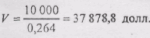 V = 10 000 / 0,264 = 37 878,8 долл.